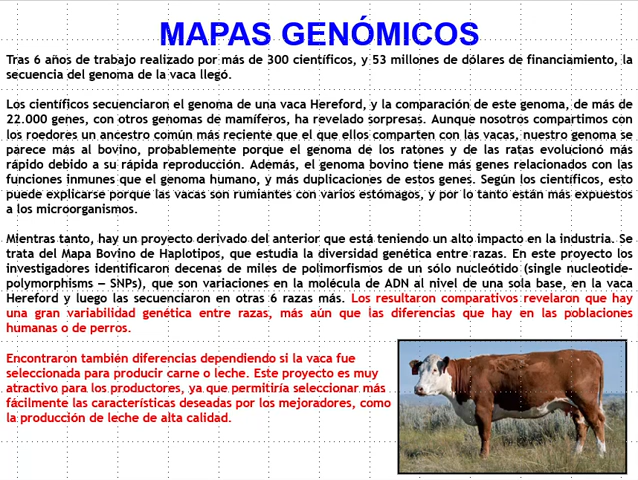 MAPAS GENÓMICOS
Tras 6 años de trabajo realizado por más de 300 científicos, y 53 millones de dólares de financiamiento, la
secuencia del genoma de la vaca llegó.
Los científicos secuenciaron el genoma de una vaca Hereford, y la comparación de este genoma, de más de
22.000 genes, con otros genomas de mamíferos, ha revelado sorpresas. Aunque nosotros compartimos con
los roedores un ancestro común más reciente que el que ellos comparten con las vacas, nuestro genoma se
parece más al bovino, probablemente porque el genoma de los ratones y de las ratas evolucionó más
rápido debido a su rápida reproducción. Además, el genoma bovino tiene más genes relacionados con las
funciones inmunes que el genoma humano, y más duplicaciones de estos genes. Según los científicos, esto
puede explicarse porque las vacas son rumiantes con varios estómagos, y por lo tanto están más expuestos
a los microorganismos.
Mientras tanto, hay un proyecto derivado del anterior que está teniendo un alto impacto en la industria. Se
trata del Mapa Bovino de Haplotipos, que estudia la diversidad genética entre razas. En este proyecto los
investigadores identificaron decenas de miles de polimorfismos de un sólo nucleótido (single nucleotide-
polymorphisms – SNPs), que son variaciones en la molécula de ADN al nivel de una sola base, en la vaca
Hereford y luego las secuenciaron en otras 6 razas más. Los resultaron comparativos revelaron que hay
una gran variabilidad genética entre razas, más aún que las diferencias que hay en las poblaciones
humanas o de perros.
Encontraron también diferencias dependiendo si la vaca fue
seleccionada para producir carne o leche. Este proyecto es muy
atractivo para los productores, ya que permitiría seleccionar más
fácilmente las características deseadas por los mejoradores, como
la producción de leche de alta calidad.